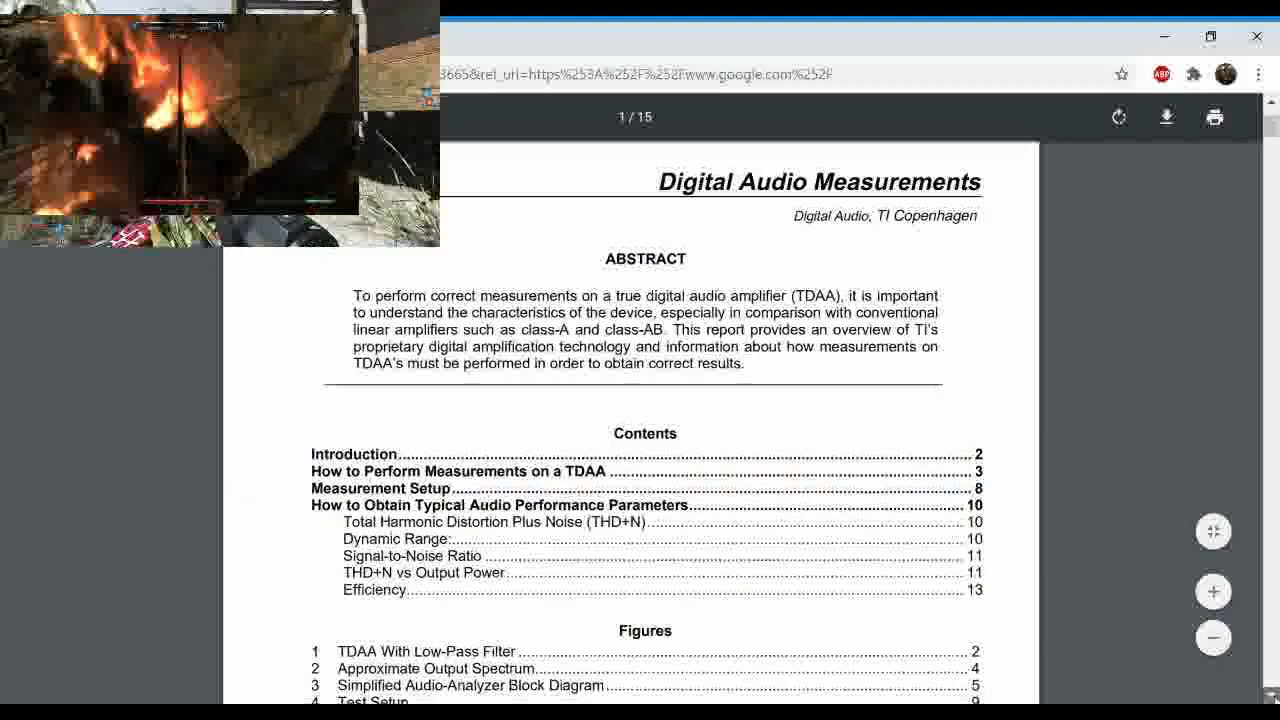 3665&rel_url=https%253A%252F%252Fwww.google.com%252F
ABP
1 / 15
Digital Audio Measurements
Digital Audio, TI Copenhagen
ABSTRACT
To perform correct measurements on a true digital audio amplifier (TDAA), it is important
to understand the characteristics of the device, especially in comparison with conventional
linear amplifiers such as class-A and class-AB. This report provides an overview of TI's
proprietary digital amplification technology and information about how measurements on
TDAA's must be performed in order to obtain correct results.
Contents
Introduction 2
How to Perform Measurements on a TDAA 3
Measurement Setup 8
How to Obtain Typical Audio Performance Parameters 10
Total Harmonic Distortion Plus Noise (THD+N) 10
Dynamic Range: 10
Signal-to-Noise Ratio 11
THD+N vs Output Power 11
Efficiency 13
Figures
1 TDAA With Low-Pass Filter 2
2 Approximate Output Spectrum 4
3 Simplified Audio-Analyzer Block Diagram 5
4 Test Setup 9